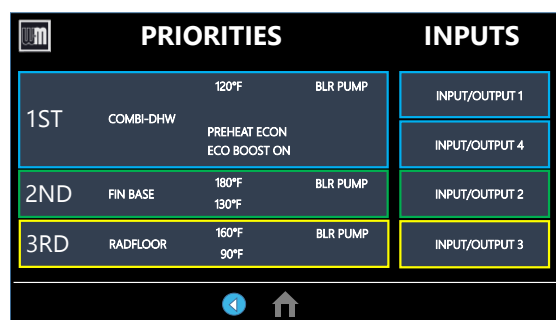 wm PRIORITIES INPUTS
1ST COMBI-DHW 120°F BLR PUMP
PREHEAT ECON
ECO BOOST ON
INPUT/OUTPUT 1
INPUT/OUTPUT 4
2ND FIN BASE 180°F BLR PUMP
130°F
INPUT/OUTPUT 2
3RD RADFLOOR 160°F BLR PUMP
90°F
INPUT/OUTPUT 3